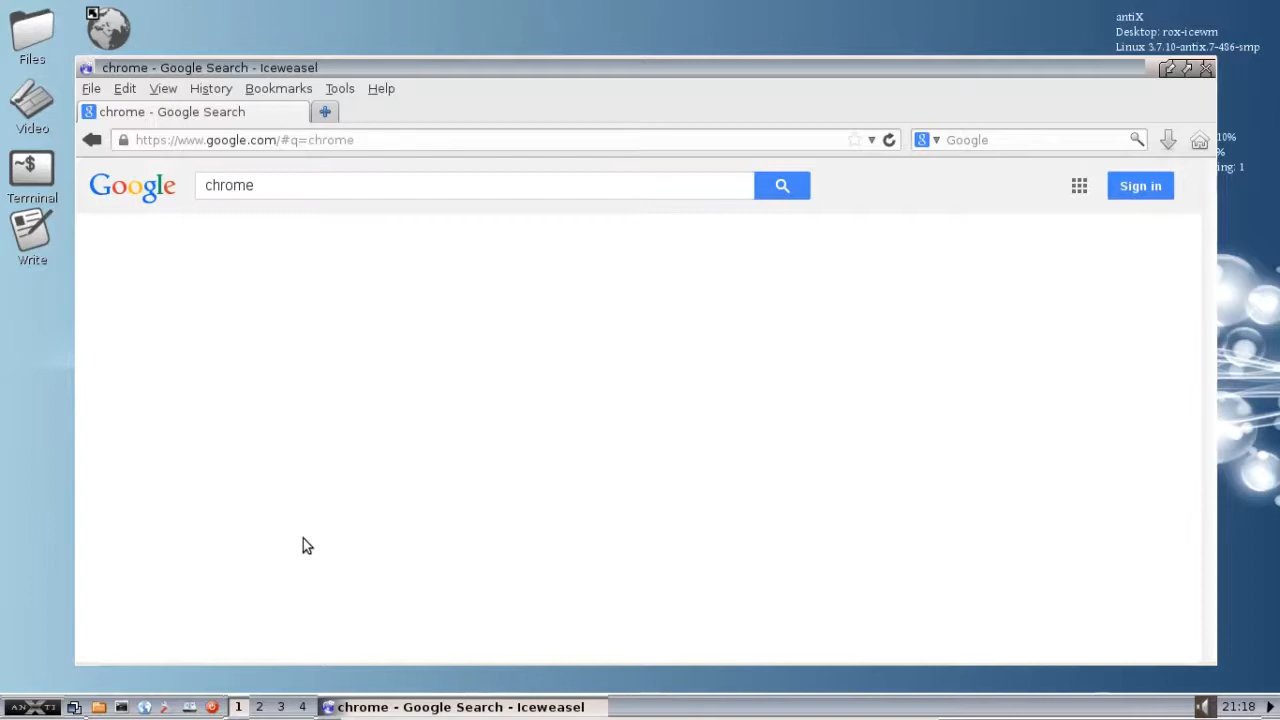 antiX
Desktop: rox-icewm
Linux 3.7.10-antix.7-486-smp
Files
Video
~$
Terminal
Write
chrome - Google Search - Iceweasel
File Edit View History Bookmarks Tools Help
chrome - Google Search
https://www.google.com/#q=chrome
Google
10%
%
ing: 1
Google
chrome
Sign in
1 2 3 4
chrome - Google Search - Iceweasel
21:18